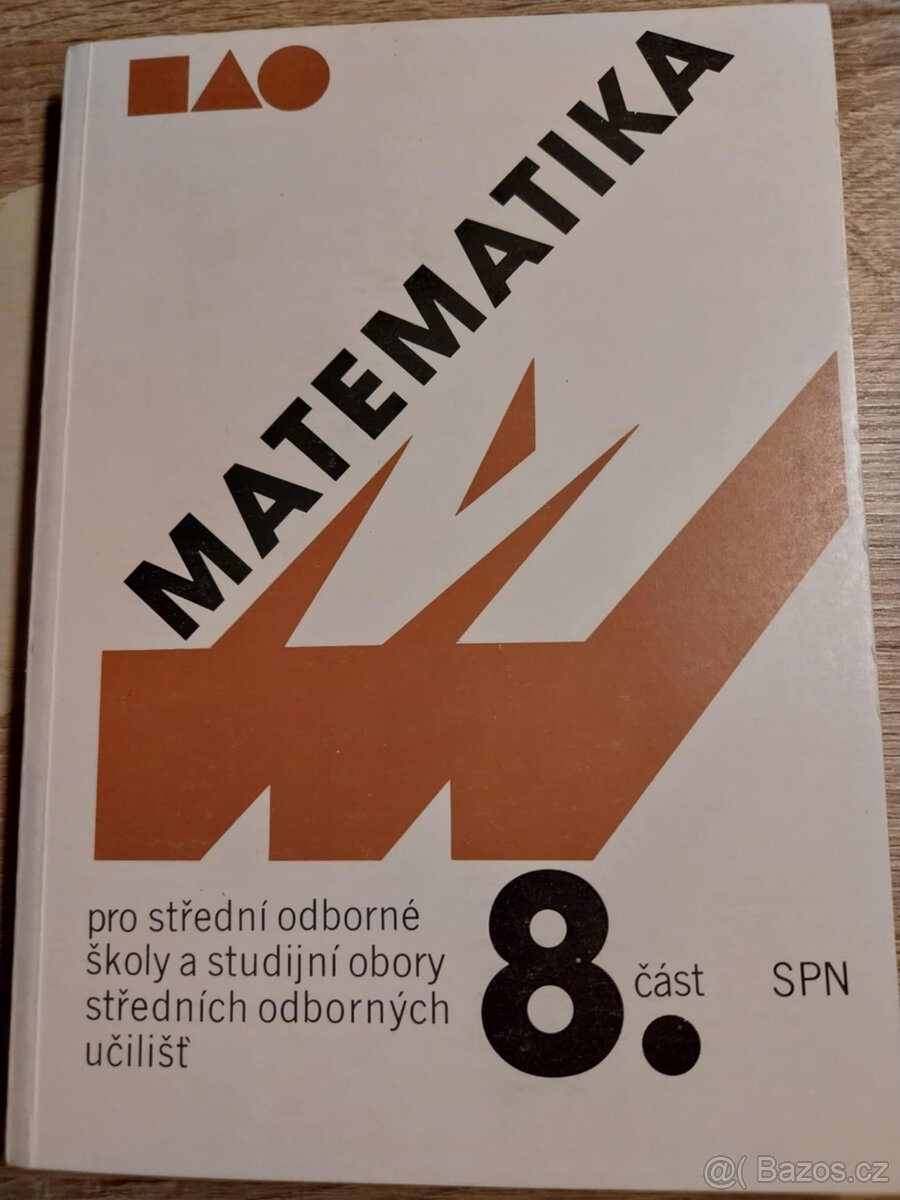 MATEMATIKA
pro střední odborné
školy a studijní obory
středních odborných
učilišť
8. část SPN
@( Bazos.cz